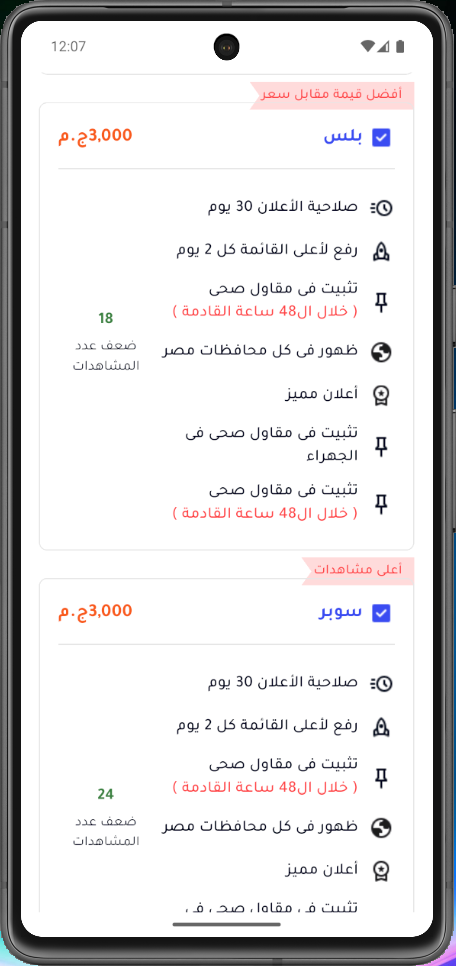 12:07
أفضل قيمة مقابل سعر
بلس
3,000ج.م
صلاحية الأعلان 30 يوم
رفع لأعلى القائمة كل 2 يوم
تثبيت فى مقاول صحى
( خلال ال48 ساعة القادمة )
ظهور فى كل محافظات مصر
أعلان مميز
تثبيت فى مقاول صحى فى
الجهراء
تثبيت فى مقاول صحى
( خلال ال48 ساعة القادمة )
18
ضعف عدد
المشاهدات
أعلى مشاهدات
سوبر
3,000ج.م
صلاحية الأعلان 30 يوم
رفع لأعلى القائمة كل 2 يوم
تثبيت فى مقاول صحى
( خلال ال48 ساعة القادمة )
ظهور فى كل محافظات مصر
أعلان مميز
تثبيت فى مقاول صحى فى
24
ضعف عدد
المشاهدات